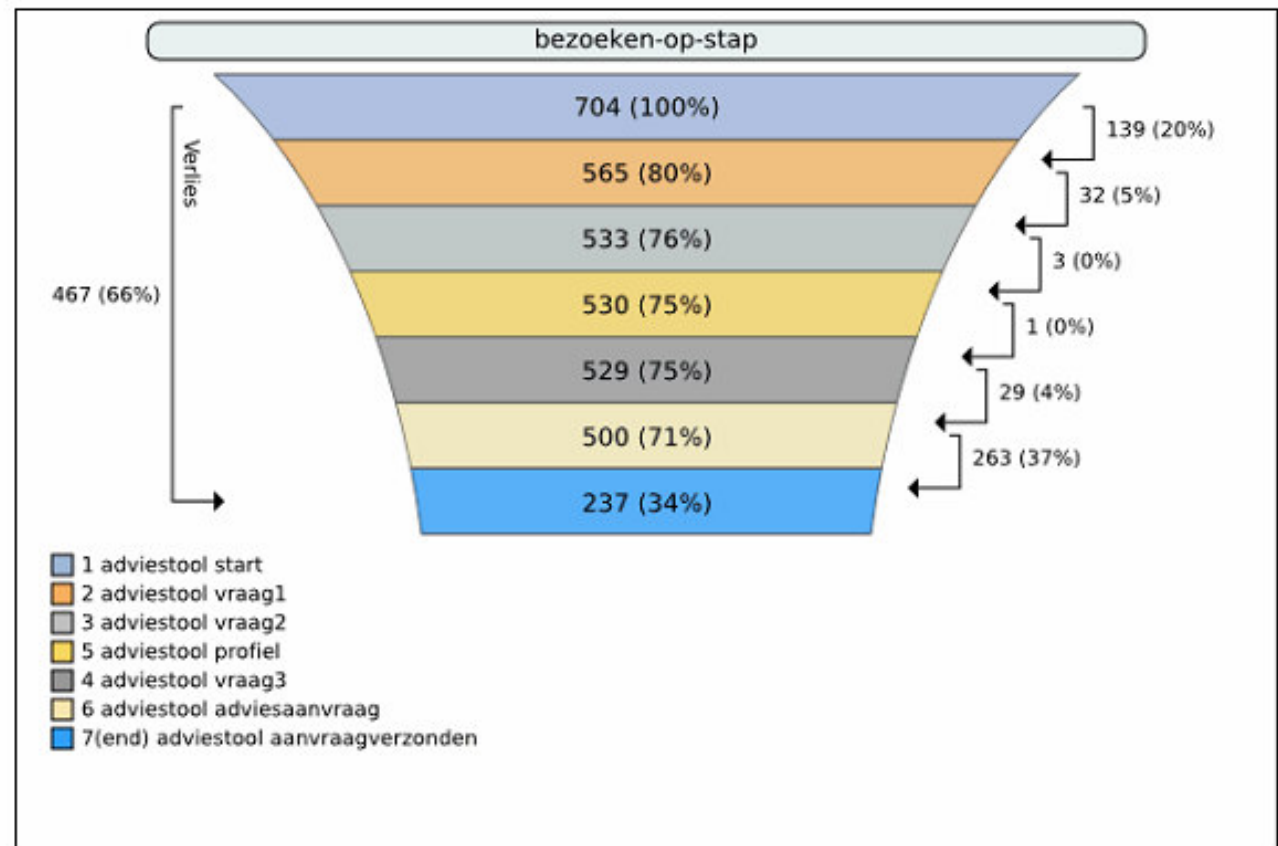 bezoeken-op-stap
704 (100%)
139 (20%)
Verlies
565 (80%)
32 (5%)
533 (76%)
3 (0%)
467 (66%)
530 (75%)
1 (0%)
529 (75%)
29 (4%)
500 (71%)
263 (37%)
237 (34%)
1 adviestool start
2 adviestool vraag1
3 adviestool vraag2
5 adviestool profiel
4 adviestool vraag3
6 adviestool adviesaanvraag
7(end) adviestool aanvraagverzonden